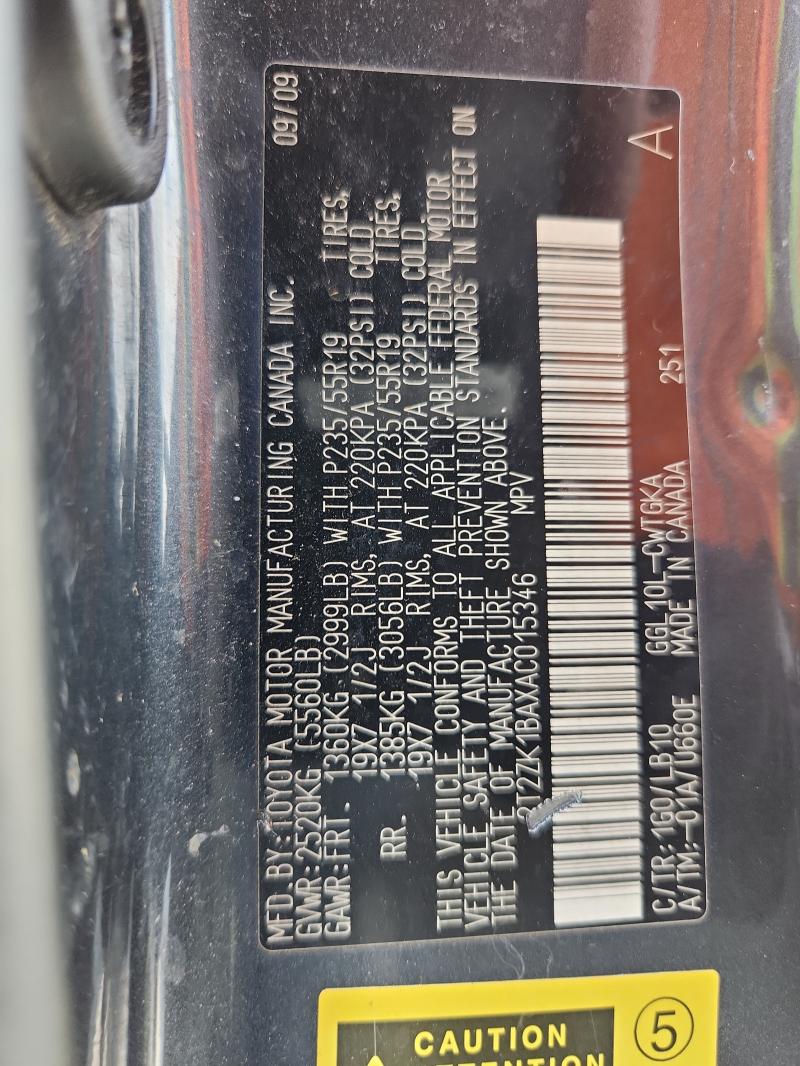 MFD.BY:TOYOTA MOTOR MANUFACTURING CANADA INC. 09/09
GVWR:2520KG (5560LB)
GAWR:FRT. 1360KG (2999LB) WITH P235/55R19 TIRES,
19X7 1/2J RIMS, AT 220KPA (32PSI) COLD.
RR. 1385KG (3056LB) WITH P235/55R19 TIRES,
19X7 1/2J RIMS, AT 220KPA (32PSI) COLD.
THIS VEHICLE CONFORMS TO ALL APPLICABLE FEDERAL MOTOR
VEHICLE SAFETY AND THEFT PREVENTION STANDARDS IN EFFECT ON
THE DATE OF MANUFACTURE SHOWN ABOVE.
2T2ZK1BAXAC015346 MPV
C/TR:1G0/LB10 GGL10L-CWTGKA 251 A
A/TM:-01A/U660E MADE IN CANADA
CAUTION
5